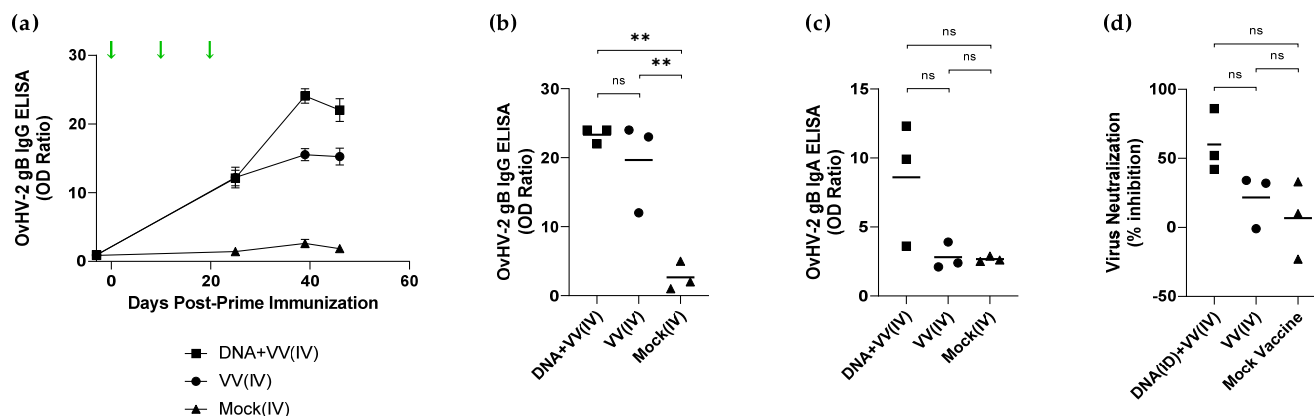 (a)
OvHV-2 gB IgG ELISA
(OD Ratio)
30
20
10
0
0
20
40
60
Days Post-Prime Immunization
DNA+VV(IV)
VV(IV)
Mock(IV)
(b)
OvHV-2 gB IgG ELISA
(OD Ratio)
**
**
ns
30
20
10
0
DNA+VV(IV)
VV(IV)
Mock(IV)
(c)
OvHV-2 gB IgA ELISA
(OD Ratio)
ns
ns
ns
15
10
5
0
DNA+VV(IV)
VV(IV)
Mock(IV)
(d)
Virus Neutralization
(% inhibition)
ns
ns
ns
100
50
0
-50
DNA(ID)+VV(IV)
VV(IV)
Mock Vaccine